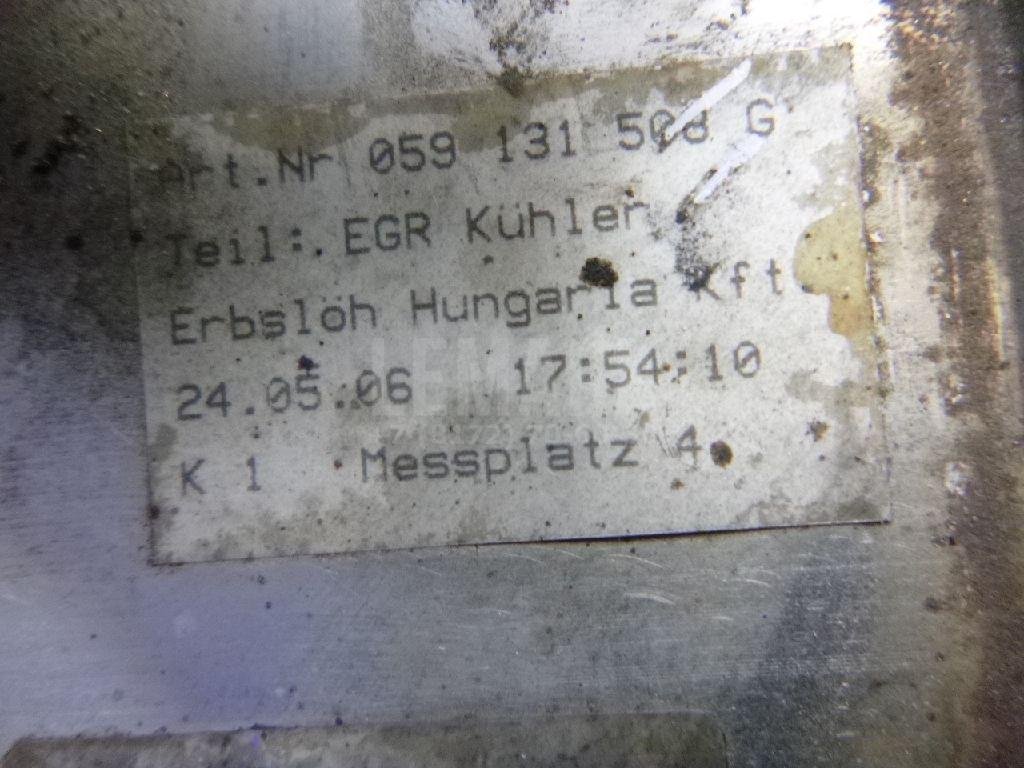 Art.Nr 059 131 508 G
Teil: EGR Kühler
Erbslöh Hungaria Kft
24.05.06 17:54:10
K 1 Messplatz 4